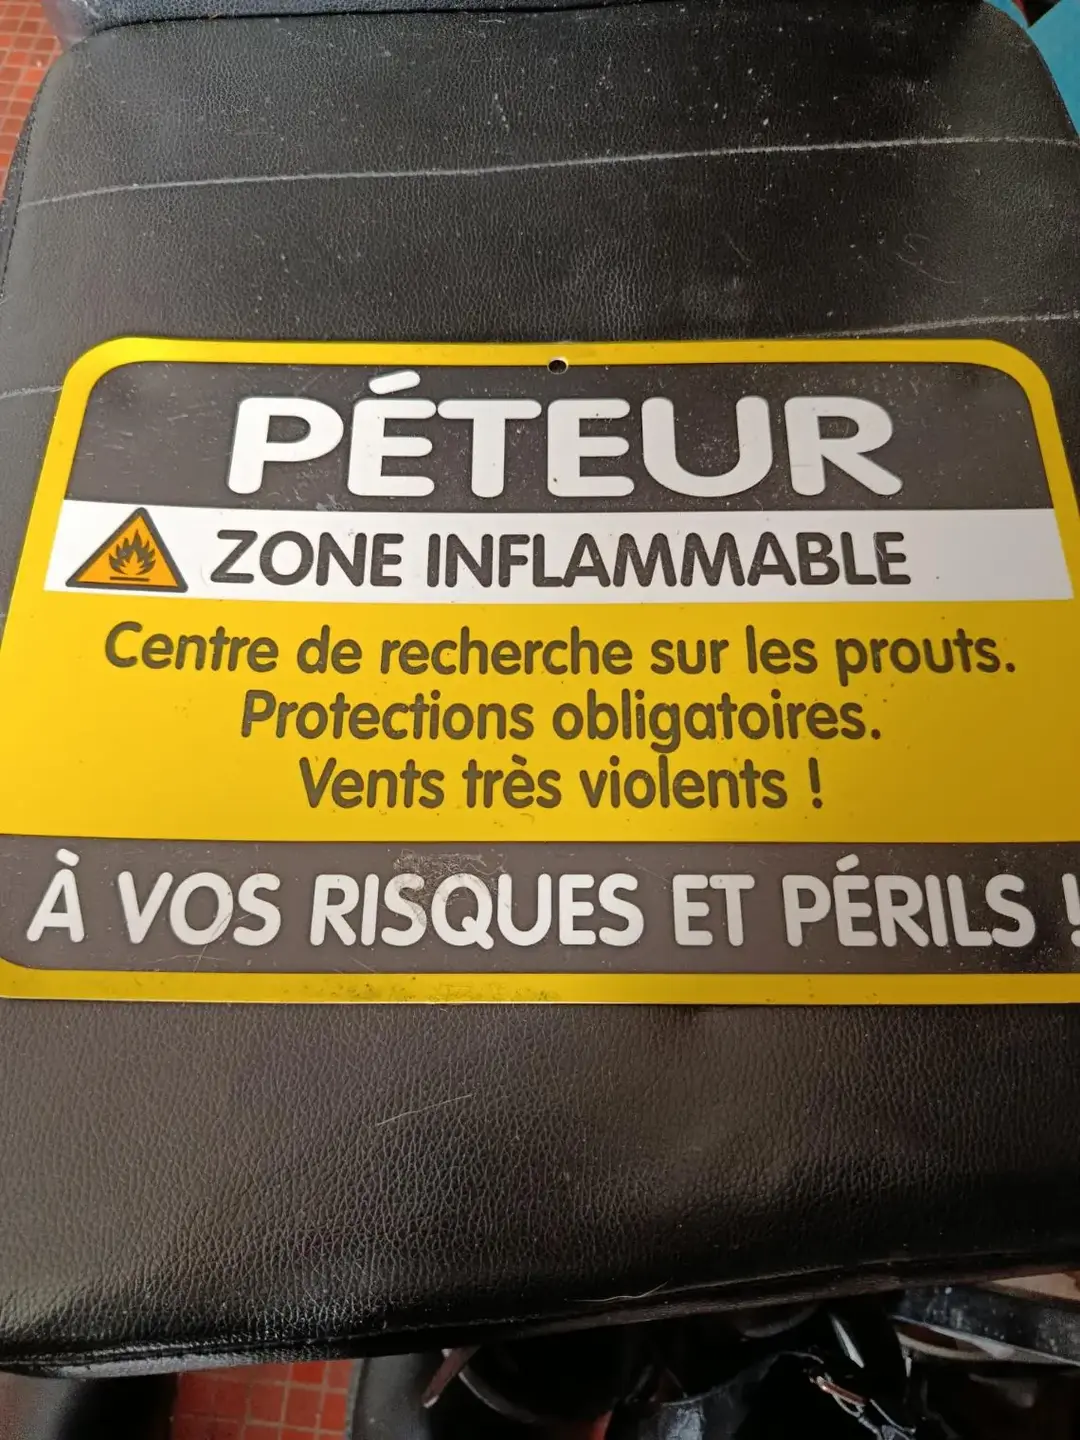 PÉTEUR
ZONE INFLAMMABLE
Centre de recherche sur les prouts.
Protections obligatoires.
Vents très violents !
À VOS RISQUES ET PÉRILS !